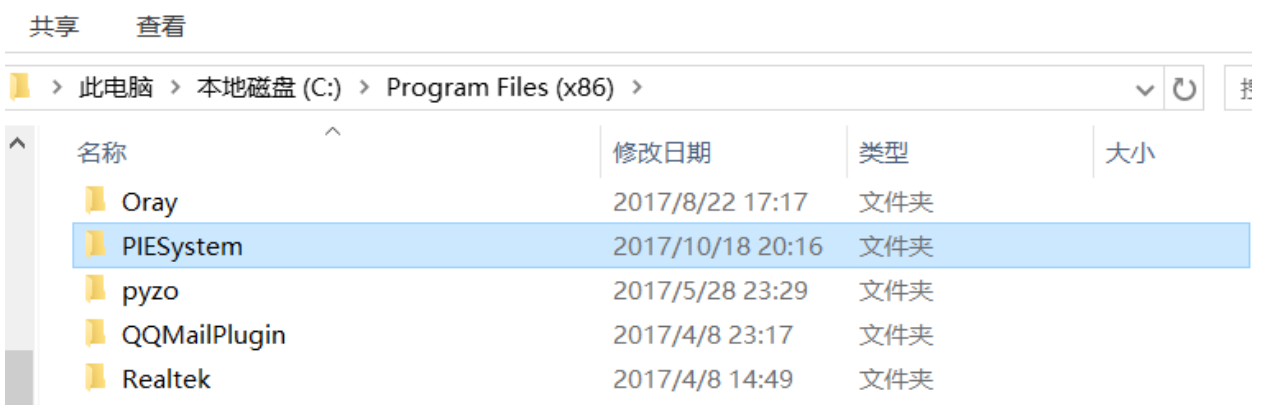 共享 查看
此电脑 > 本地磁盘 (C:) > Program Files (x86) >
名称 修改日期 类型 大小
Oray 2017/8/22 17:17 文件夹
PIESystem 2017/10/18 20:16 文件夹
pyzo 2017/5/28 23:29 文件夹
QQMailPlugin 2017/4/8 23:17 文件夹
Realtek 2017/4/8 14:49 文件夹